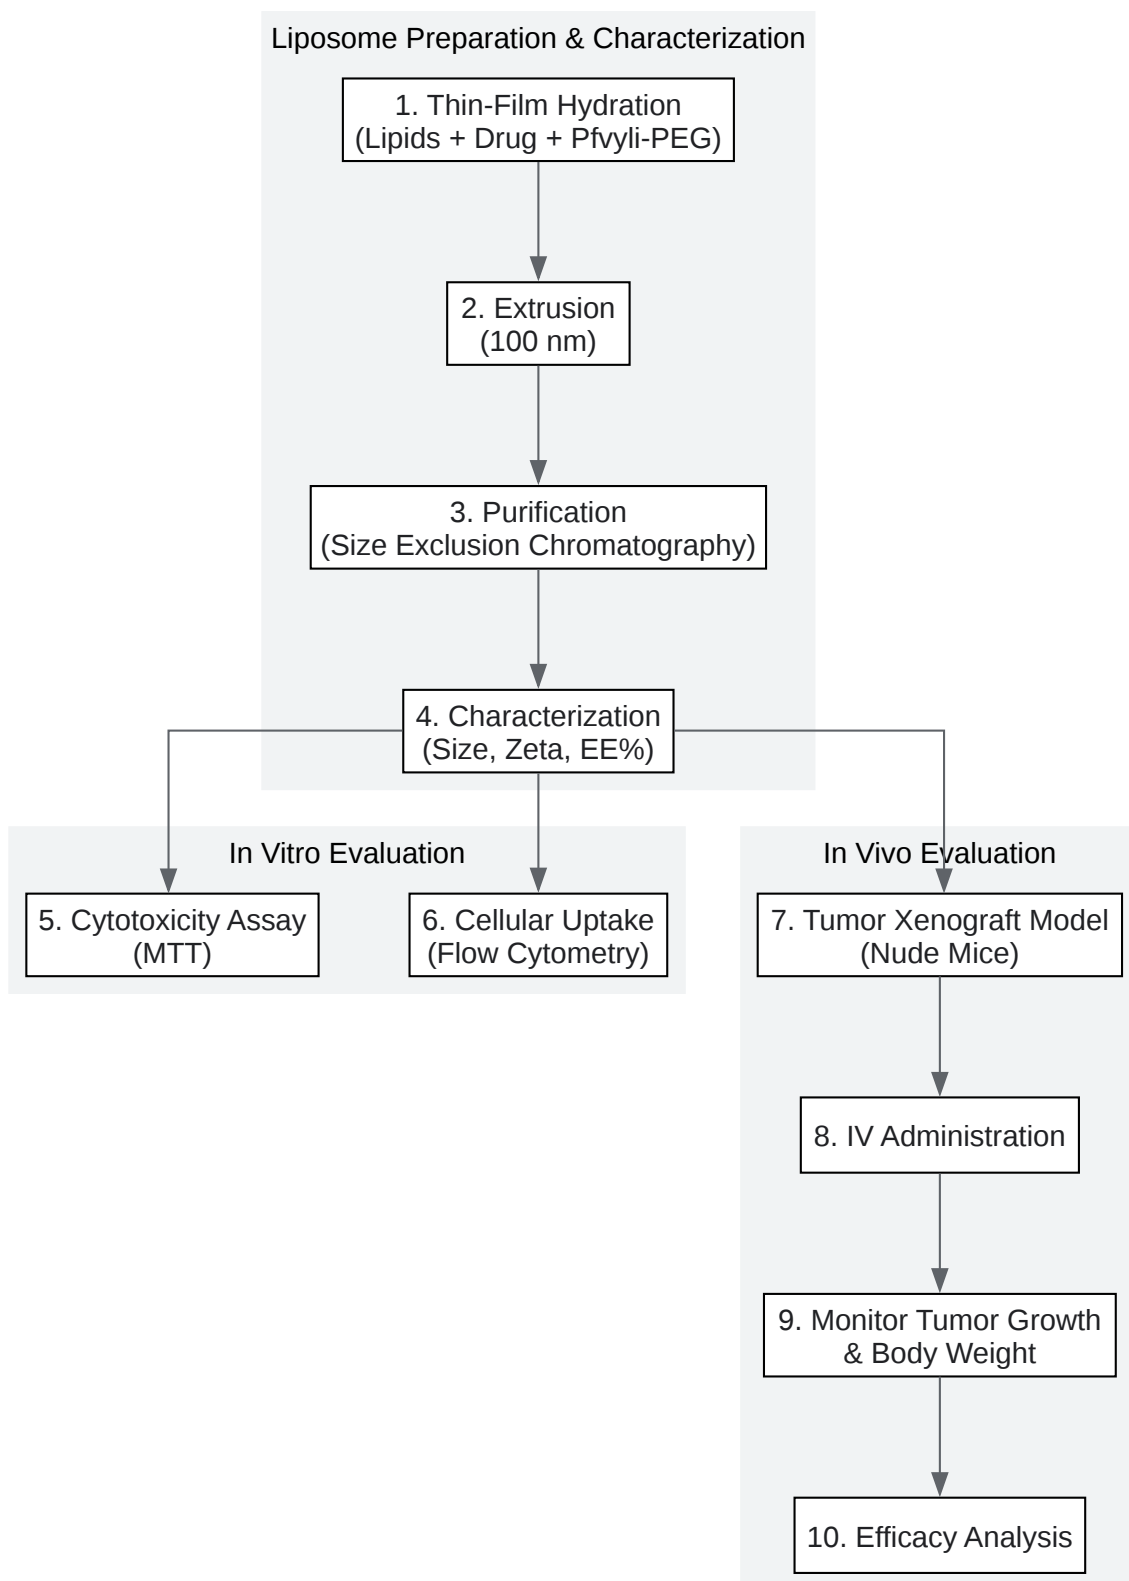 Liposome Preparation & Characterization
1. Thin-Film Hydration
(Lipids + Drug + Pfvyli-PEG)
2. Extrusion
(100 nm)
3. Purification
(Size Exclusion Chromatography)
4. Characterization
(Size, Zeta, EE%)
In Vitro Evaluation
5. Cytotoxicity Assay
(MTT)
6. Cellular Uptake
(Flow Cytometry)
In Vivo Evaluation
7. Tumor Xenograft Model
(Nude Mice)
8. IV Administration
9. Monitor Tumor Growth
& Body Weight
10. Efficacy Analysis